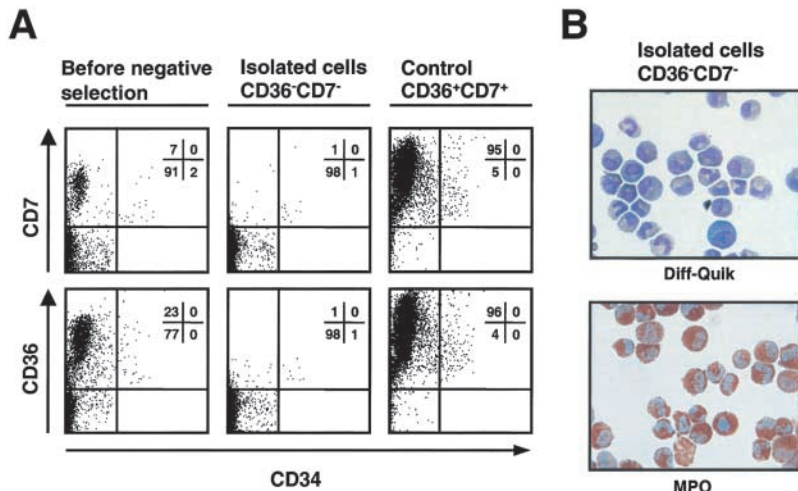 A
B
Before negative
selection
Isolated cells
CD36-CD7-
Control
CD36+CD7+
Isolated cells
CD36-CD7-
CD7
7 0
91 2
1 0
98 1
95 0
5 0
Diff-Quik
CD36
23 0
77 0
1 0
98 1
96 0
4 0
CD34
MPO